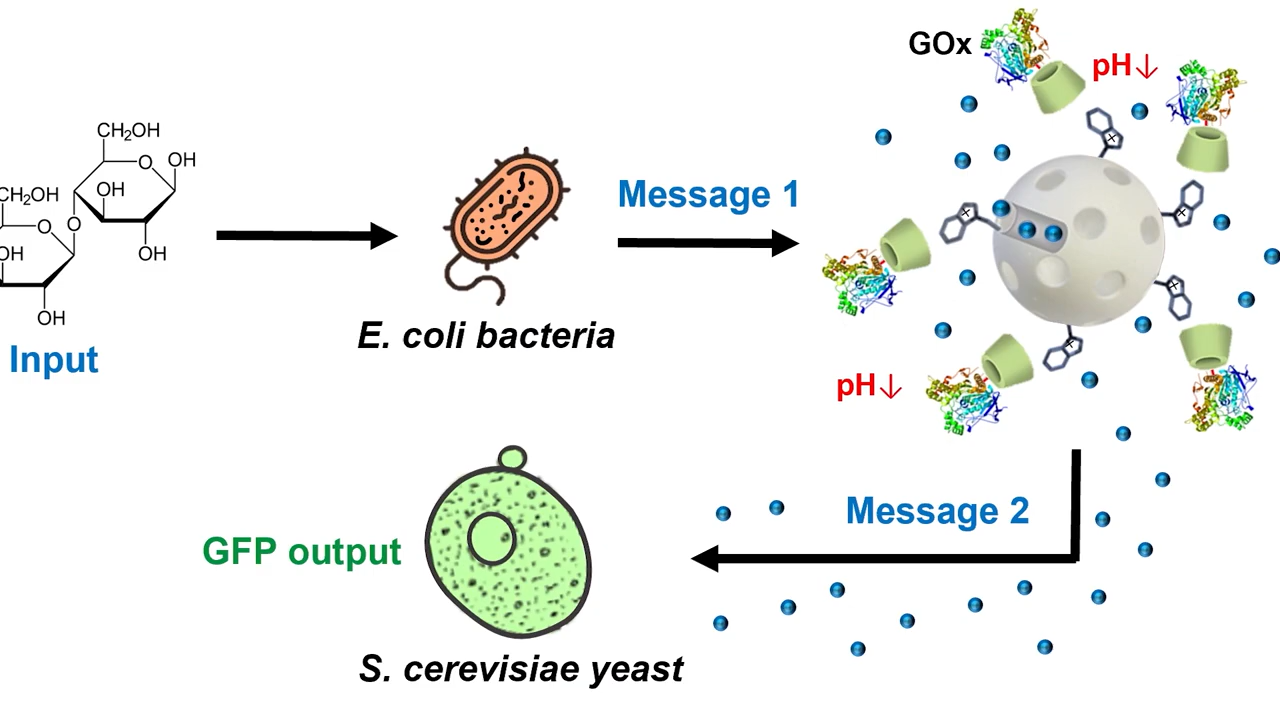 GOx
pH↓
CH₂OH
O
OH
OH
OH
CH₂OH
O
O
OH
OH
Input
E. coli bacteria
Message 1
pH↓
Message 2
GFP output
S. cerevisiae yeast